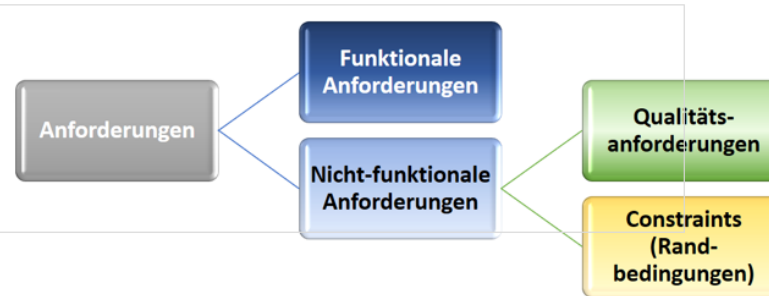 Anforderungen
Funktionale
Anforderungen
Nicht-funktionale
Anforderungen
Qualitäts-
anforderungen
Constraints
(Rand-
bedingungen)